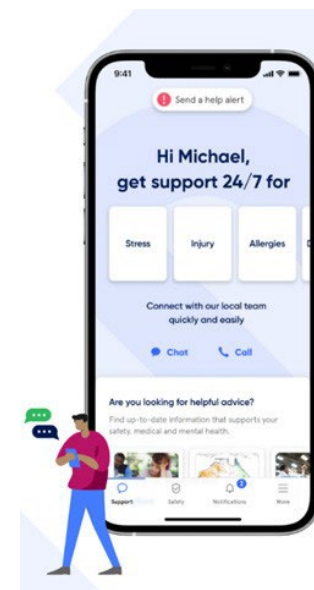 9:41
Send a help alert
Hi Michael,
get support 24/7 for
Stress
Injury
Allergies
D
Connect with our local team
quickly and easily
Chat
Call
Are you looking for helpful advice?
Find up-to-date information that supports your
safety, medical and mental health.
2
Support
Safety
Notifications
More